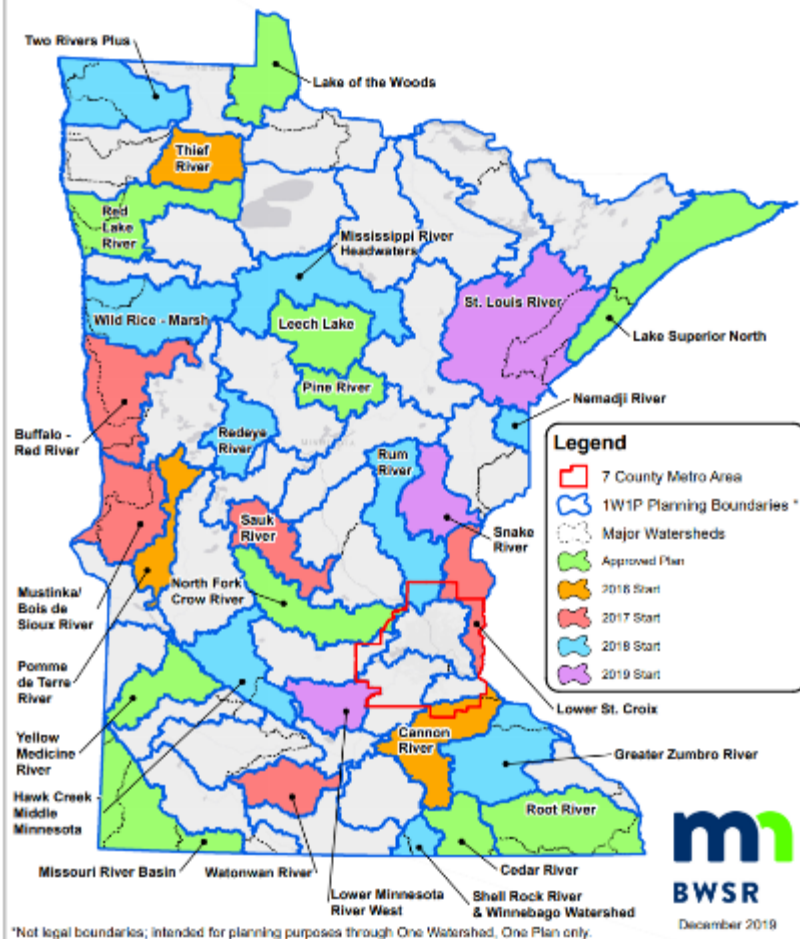 Two Rivers Plus
Lake of the Woods
Thief
River
Red
Lake
River
Mississippi River
Headwaters
Wild Rice - Marsh
Leech Lake
St. Louis River
Lake Superior North
Pine River
Nemadji River
Buffalo -
Red River
Redeye
River
Rum
River
Legend
7 County Metro Area
1W1P Planning Boundaries *
Major Watersheds
Approved Plan
2016 Start
2017 Start
2018 Start
2019 Start
Sauk
River
Snake
River
North Fork
Crow River
Mustinka/
Bois de
Sioux River
Pomme
de Terre
River
Lower St. Croix
Yellow
Medicine
River
Cannon
River
Greater Zumbro River
Hawk Creek
Middle
Minnesota
Root River
Missouri River Basin
Watonwan River
Lower Minnesota
River West
Cedar River
Shell Rock River
& Winnebago Watershed
mn
BWSR
December 2019
*Not legal boundaries; intended for planning purposes through One Watershed, One Plan only.